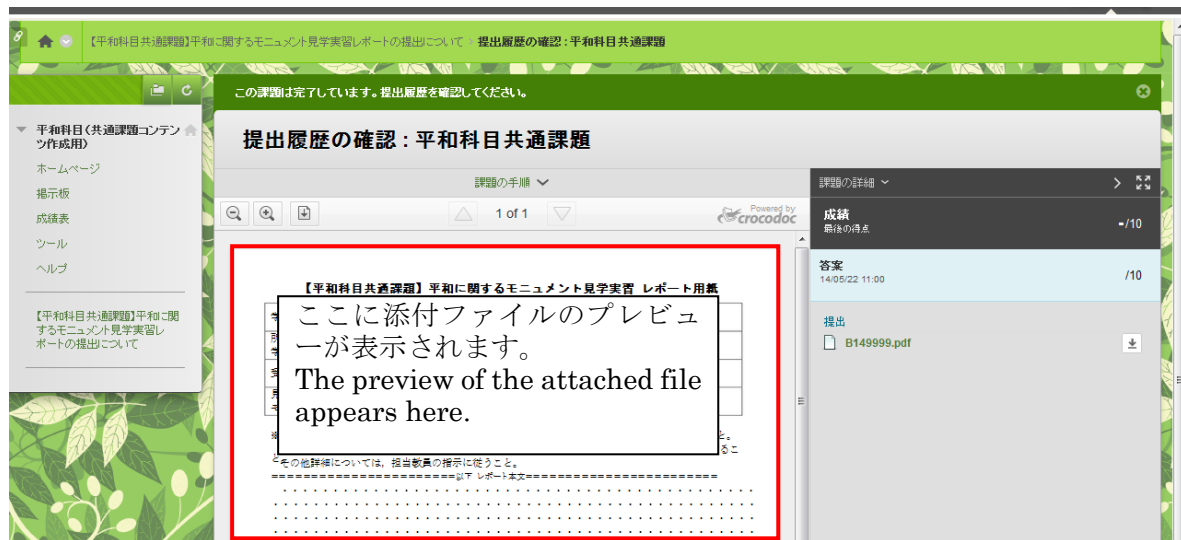 【平和科目共通課題】平和に関するモニュメント見学実習レポートの提出について > 提出履歴の確認 : 平和科目共通課題
この課題は完了しています。提出履歴を確認してください。
平和科目(共通課題コンテン
ツ作成用)
ホームページ
掲示板
成績表
ツール
ヘルプ
【平和科目共通課題】平和に関
するモニュメント見学実習レ
ポートの提出について
提出履歴の確認 : 平和科目共通課題
課題の手順
1 of 1
Powered by
crocodoc
【平和科目共通課題】平和に関するモニュメント見学実習 レポート用紙
ここに添付ファイルのプレビュ
ーが表示されます。
The preview of the attached file
appears here.
と。
るこ
とその他詳細については，担当教員の指示に従うこと。
=======================以下 レポート本文========================
課題の詳細
成績
最後の得点
-/10
答案
14/05/22 11:00
/10
提出
B149999.pdf